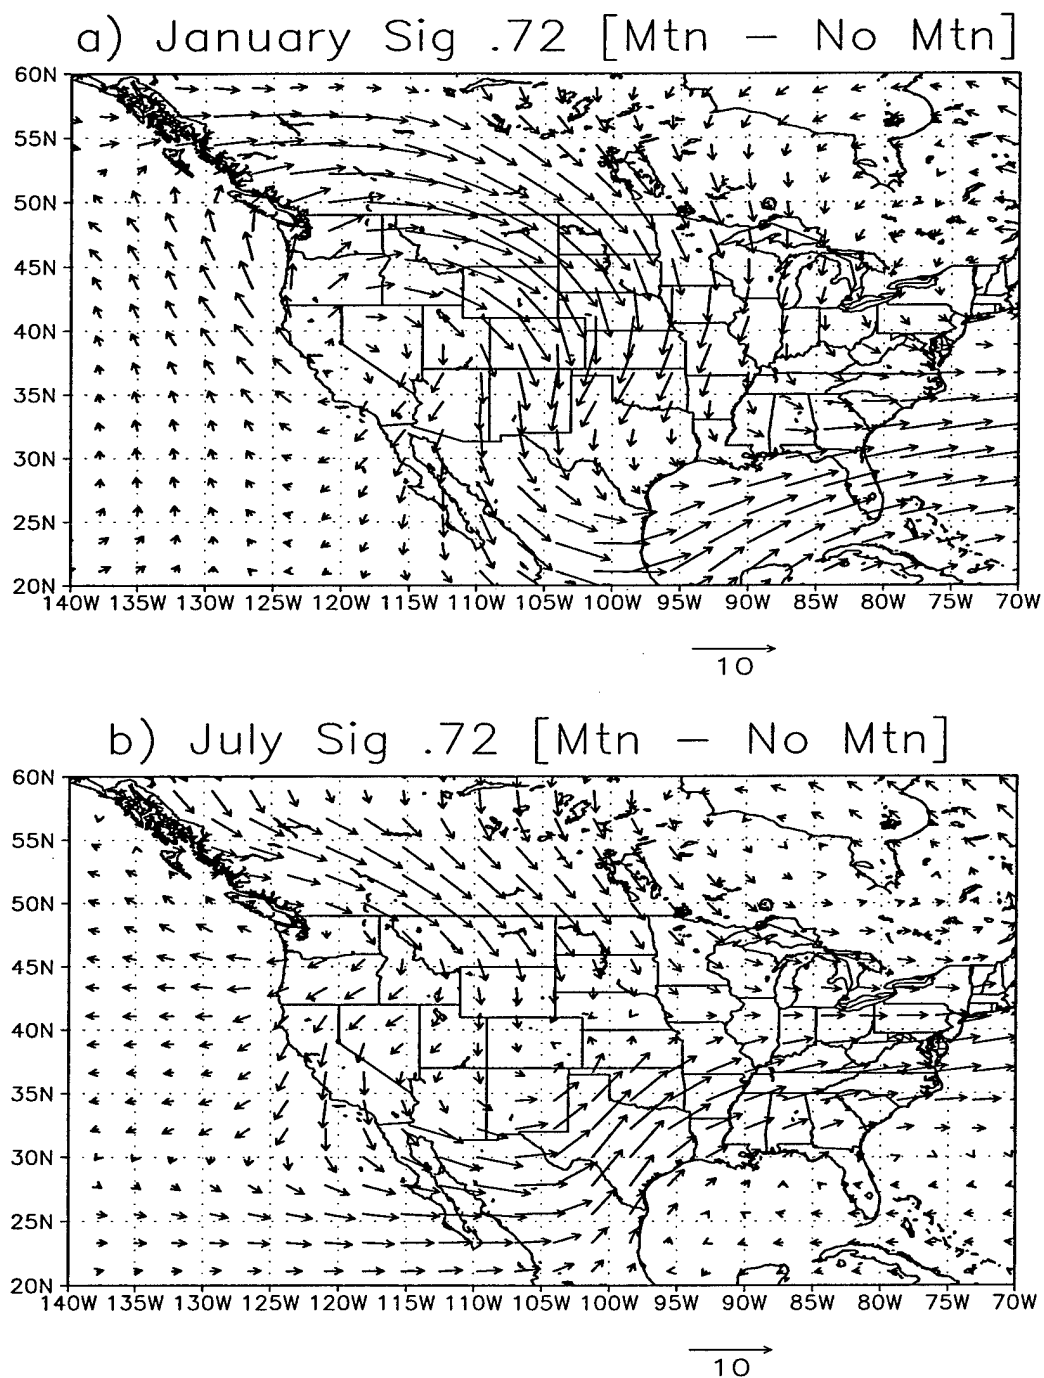 a) January Sig .72 [Mtn − No Mtn]
60N
55N
50N
45N
40N
35N
30N
25N
20N
140W 135W 130W 125W 120W 115W 110W 105W 100W 95W 90W 85W 80W 75W 70W
10
b) July Sig .72 [Mtn − No Mtn]
60N
55N
50N
45N
40N
35N
30N
25N
20N
140W 135W 130W 125W 120W 115W 110W 105W 100W 95W 90W 85W 80W 75W 70W
10